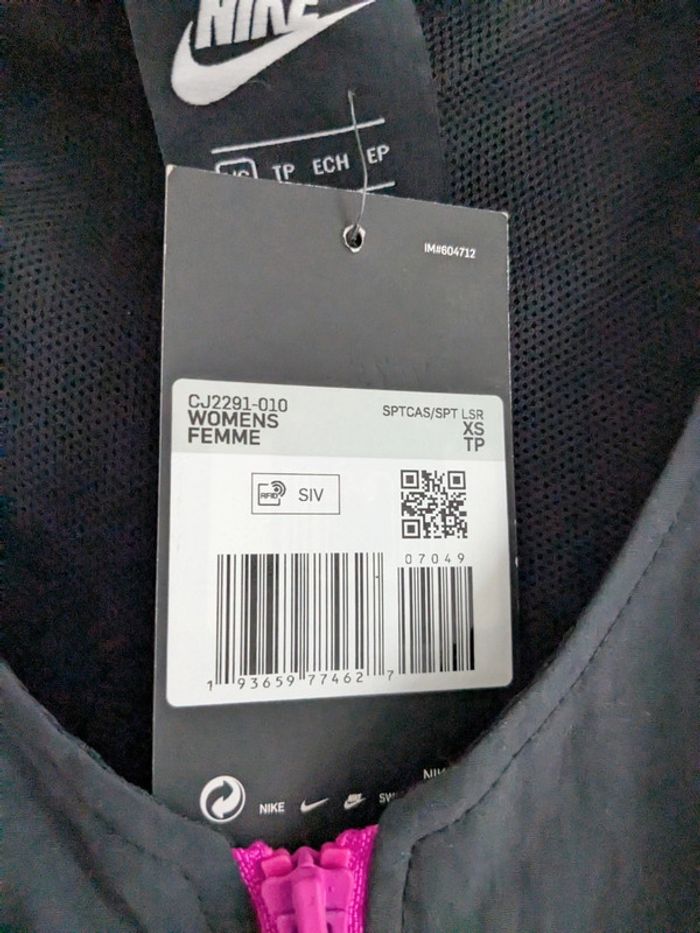 NIKE
XS TP ECH EP
IM#604712
CJ2291-010
WOMENS
FEMME
SPTCAS/SPT LSR
XS
TP
RFID SIV
07049
1 93659 77462 7
NIKE